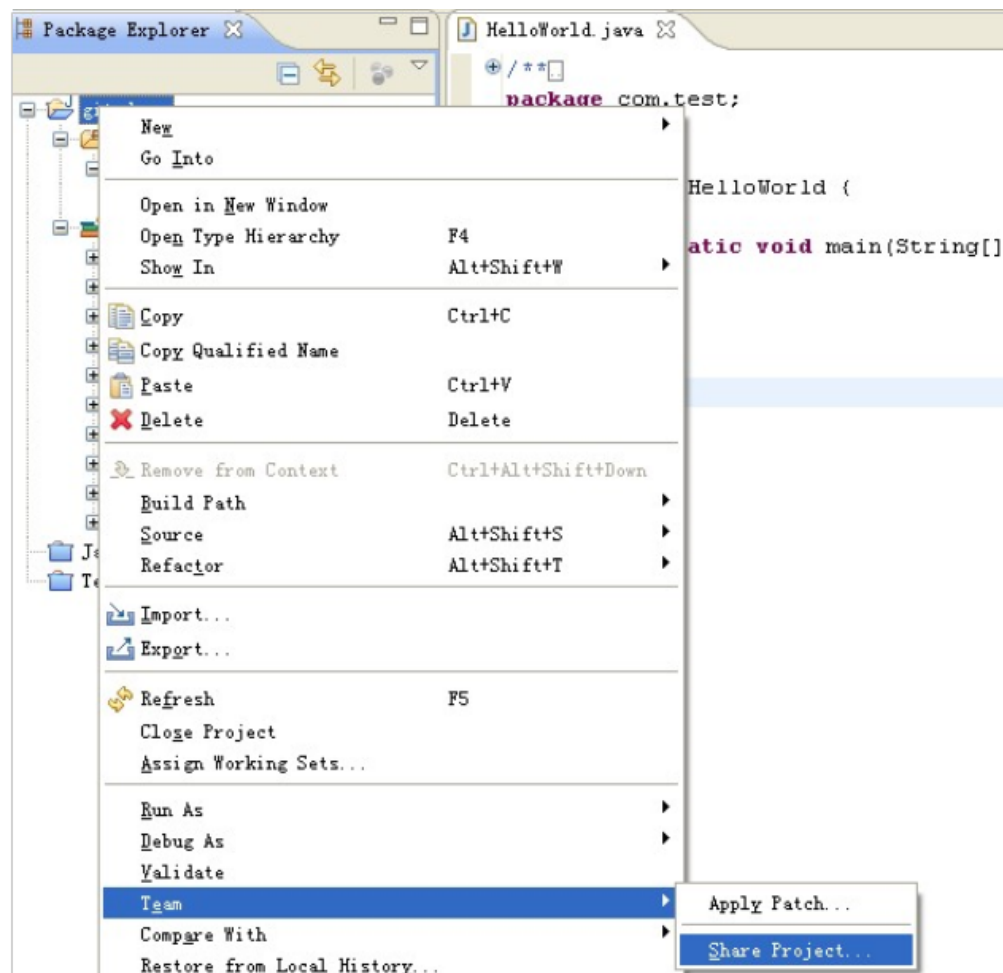 Package Explorer
HelloWorld.java
/**
package com.test;
HelloWorld {
atic void main(String[]
New
Go Into
Open in New Window
Open Type Hierarchy F4
Show In Alt+Shift+W
Copy Ctrl+C
Copy Qualified Name
Paste Ctrl+V
Delete Delete
Remove from Context Ctrl+Alt+Shift+Down
Build Path
Source Alt+Shift+S
Refactor Alt+Shift+T
Import...
Export...
Refresh F5
Close Project
Assign Working Sets...
Run As
Debug As
Validate
Team
Apply Patch...
Compare With
Share Project...
Restore from Local History...